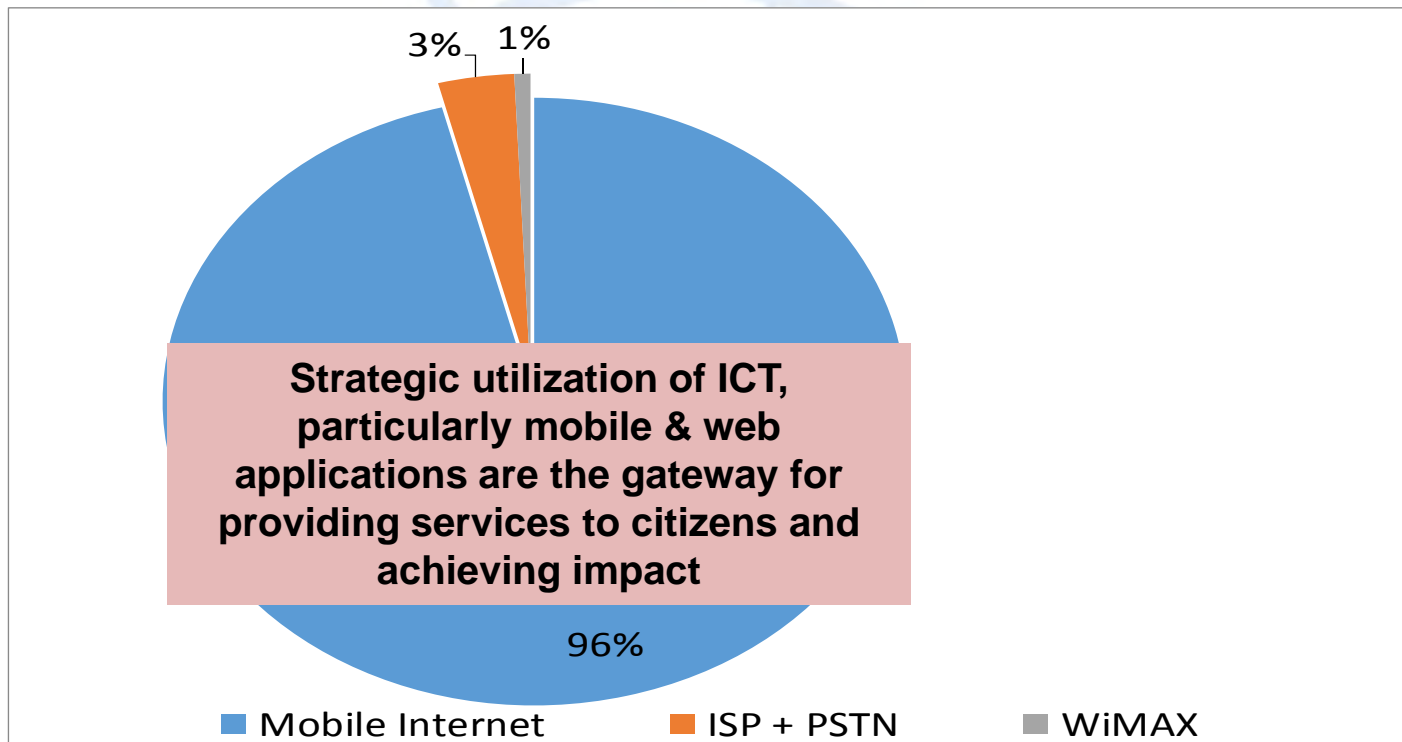 3% 1%
Strategic utilization of ICT,
particularly mobile & web
applications are the gateway for
providing services to citizens and
achieving impact
96%
Mobile Internet ISP + PSTN WiMAX